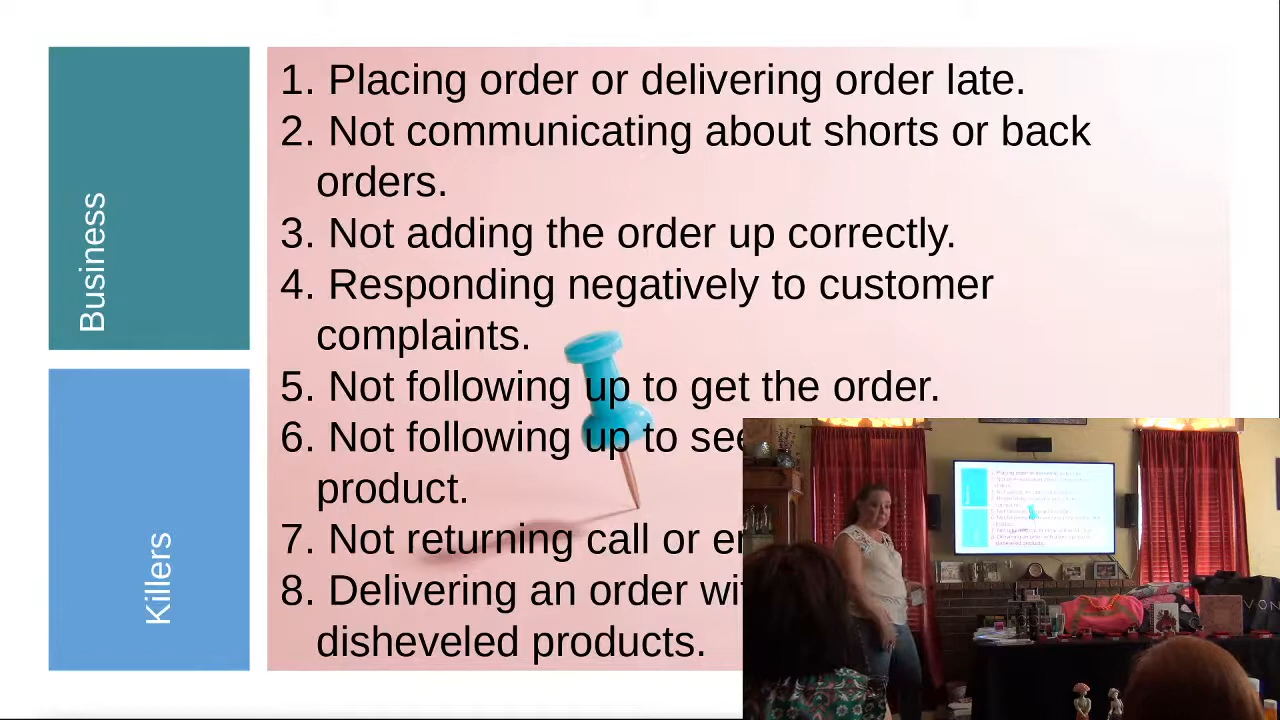 Business
Killers
1. Placing order or delivering order late.
2. Not communicating about shorts or back
orders.
3. Not adding the order up correctly.
4. Responding negatively to customer
complaints.
5. Not following up to get the order.
6. Not following up to see
product.
7. Not returning call or
8. Delivering an order
disheveled products.